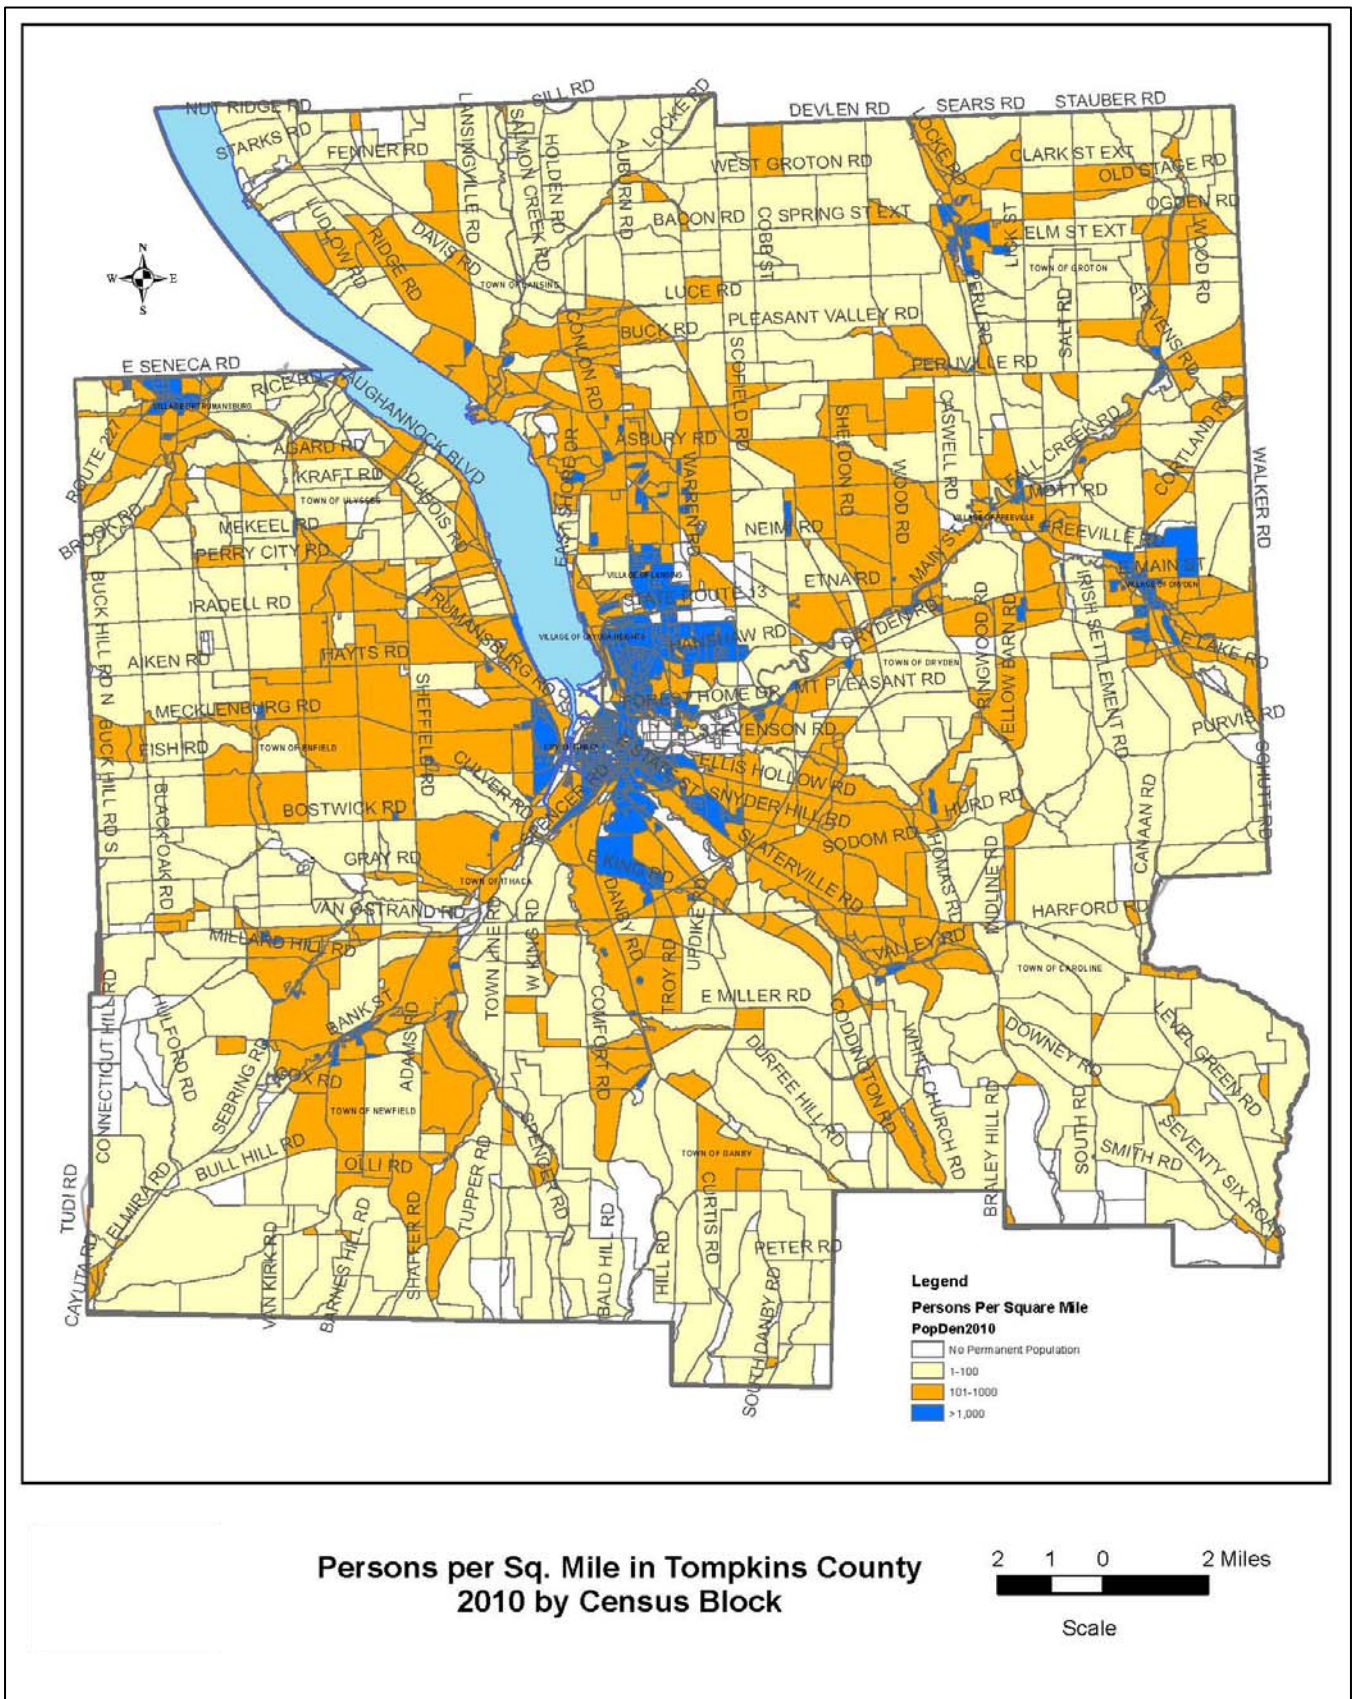 NUT RIDGE RD
SILL RD
LOCKE RD
DEVLEN RD
SEARS RD
STAUBER RD
STARKS RD
FENNER RD
LANSINGVILLE RD
SALMON CREEK RD
HOLDEN RD
AUBURN RD
WEST GROTON RD
LOCKE RD
CLARK ST EXT
OLD STAGE RD
OGDEN RD
LUDLOW RD
RIDGE RD
DAVIS RD
BACON RD
COBB ST
SPRING ST EXT
LICK ST
ELM ST EXT
WOOD RD
TOWN OF LANSING
TOWN OF GROTON
N
W
E
S
LUCE RD
PERU RD
SALT RD
STEVENS RD
CONLON RD
BUCK RD
PLEASANT VALLEY RD
SCOFIELD RD
PERUVILLE RD
E SENECA RD
RICE RD
TAUGHANNOCK BLVD
VILLAGE OF TRUMANSBURG
ROUTE 227
AGARD RD
KRAFT RD
DUBOIS RD
TOWN OF ULYSSES
EAST SHORE DR
ASBURY RD
WARREN RD
SHELDON RD
WOOD RD
CASWELL RD
FALL CREEK RD
CORTLAND RD
WALKER RD
MOTT RD
VILLAGE OF FREEVILLE
BROOK RD
MEKEEL RD
PERRY CITY RD
NEIMI RD
MAIN ST
FREEVILLE RD
E MAIN ST
VILLAGE OF DRYDEN
BUCK HILL RD N
IRADELL RD
TRUMANSBURG RD
VILLAGE OF LANSING
STATE ROUTE 13
ETNA RD
DRYDEN RD
RINGWOOD RD
YELLOW BARN RD
IRISH SETTLEMENT RD
E LAKE RD
AIKEN RD
HAYTS RD
VILLAGE OF CAYUGA HEIGHTS
HANSHAW RD
TOWN OF DRYDEN
SHEFFIELD RD
FOREST HOME DR
MT PLEASANT RD
MECKLENBURG RD
STEVENSON RD
PURVIS RD
FISH RD
TOWN OF ENFIELD
CITY OF ITHACA
E STATE ST
ELLIS HOLLOW RD
SCHUTT RD
BUCK HILL RD S
BLACK OAK RD
CULVER RD
SPENCER RD
SNYDER HILL RD
HURD RD
CANAAN RD
BOSTWICK RD
SODOM RD
GRAY RD
TOWN OF ITHACA
E KING RD
SLATERVILLE RD
THOMAS RD
MIDLINE RD
VAN OSTRAND RD
DANBY RD
UPDIKE RD
HARFORD RD
MILLARD HILL RD
TOWN LINE RD
W KING RD
TROY RD
VALLEY RD
TOWN OF CAROLINE
CONNECTICUT HILL RD
HULFORD RD
BANK ST
ADAMS RD
COMFORT RD
E MILLER RD
CODDINGTON RD
WHITE CHURCH RD
DOWNEY RD
LEVEL GREEN RD
SEBRING RD
COX RD
DURFEE HILL RD
TOWN OF NEWFIELD
BRALEY HILL RD
SOUTH RD
SMITH RD
SEVENTY SIX ROAD
BULL HILL RD
OLLI RD
TUPPER RD
SPENCER RD
TOWN OF DANBY
TUDI RD
ELMIRA RD
CAYUTA RD
VAN KIRK RD
BARNES HILL RD
SHAFFER RD
BALD HILL RD
HILL RD
CURTIS RD
PETER RD
SOUTH DANBY RD
Legend
Persons Per Square Mile
PopDen2010
No Permanent Population
1-100
101-1000
>1,000
Persons per Sq. Mile in Tompkins County
2010 by Census Block
2 1 0 2 Miles
Scale